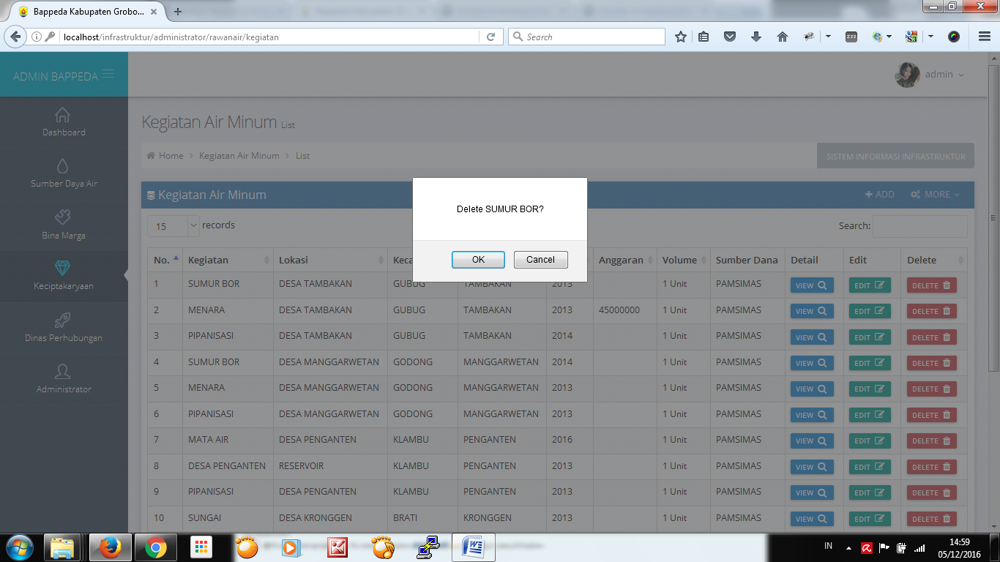 Bappeda Kabupaten Grobo...
localhost/infrastruktur/administrator/rawanair/kegiatan
Search
ADMIN BAPPEDA
admin
Dashboard
Sumber Daya Air
Bina Marga
Keciptakaryaan
Dinas Perhubungan
Administrator
Kegiatan Air Minum List
Home > Kegiatan Air Minum > List
SISTEM INFORMASI INFRASTRUKTUR
Kegiatan Air Minum
ADD MORE
15 records
Search:
Delete SUMUR BOR?
OK Cancel
No. Kegiatan Lokasi Anggaran Volume Sumber Dana Detail Edit Delete
1 SUMUR BOR DESA TAMBAKAN GUBUG TAMBAKAN 2013 1 Unit PAMSIMAS VIEW EDIT DELETE
2 MENARA DESA TAMBAKAN GUBUG TAMBAKAN 2013 45000000 1 Unit PAMSIMAS VIEW EDIT DELETE
3 PIPANISASI DESA TAMBAKAN GUBUG TAMBAKAN 2014 1 Unit PAMSIMAS VIEW EDIT DELETE
4 SUMUR BOR DESA MANGGARWETAN GODONG MANGGARWETAN 2014 1 Unit PAMSIMAS VIEW EDIT DELETE
5 MENARA DESA MANGGARWETAN GODONG MANGGARWETAN 2013 1 Unit PAMSIMAS VIEW EDIT DELETE
6 PIPANISASI DESA MANGGARWETAN GODONG MANGGARWETAN 2013 1 Unit PAMSIMAS VIEW EDIT DELETE
7 MATA AIR DESA PENGANTEN KLAMBU PENGANTEN 2016 1 Unit PAMSIMAS VIEW EDIT DELETE
8 DESA PENGANTEN RESERVOIR KLAMBU PENGANTEN 2013 1 Unit PAMSIMAS VIEW EDIT DELETE
9 PIPANISASI DESA PENGANTEN KLAMBU PENGANTEN 2013 1 Unit PAMSIMAS VIEW EDIT DELETE
10 SUNGAI DESA KRONGGEN BRATI KRONGGEN 2013 1 Unit PAMSIMAS VIEW EDIT DELETE
IN
14:59
05/12/2016